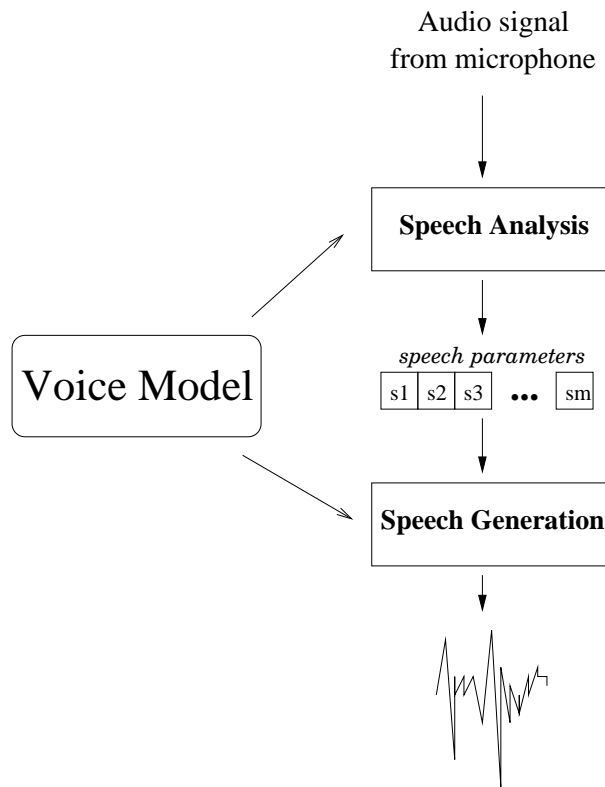 Audio signal
from microphone
Speech Analysis
Voice Model
speech parameters
s1 s2 s3 ... sm
Speech Generation